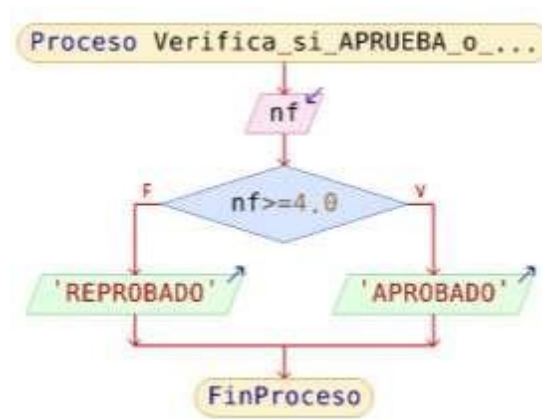 Proceso Verifica_si_APRUEBA_o_...
nf
F
V
nf>=4.0
'REPROBADO'
'APROBADO'
FinProceso